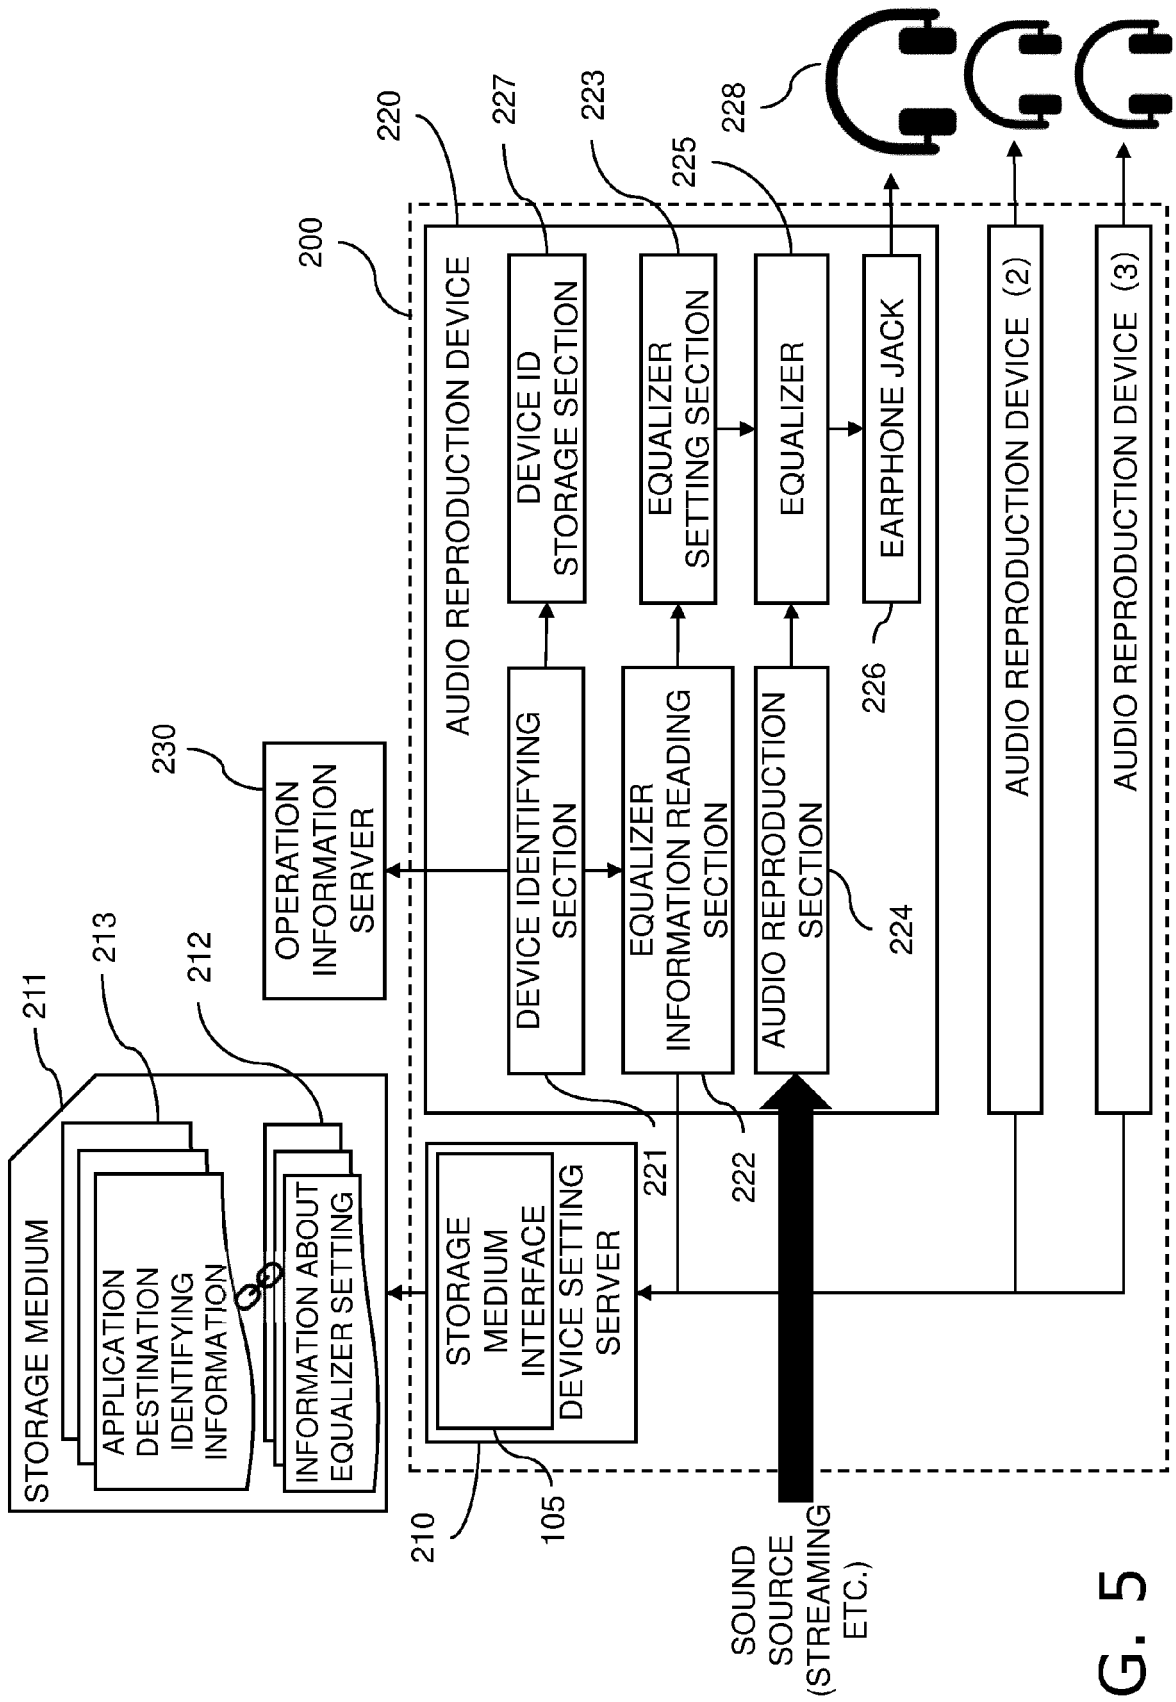 STORAGE MEDIUM
211
APPLICATION
DESTINATION
IDENTIFYING
INFORMATION
213
INFORMATION ABOUT
EQUALIZER SETTING
212
OPERATION
INFORMATION
SERVER
230
200
210
STORAGE
MEDIUM
INTERFACE
105
DEVICE SETTING
SERVER
AUDIO REPRODUCTION DEVICE
220
DEVICE IDENTIFYING
SECTION
221
DEVICE ID
STORAGE SECTION
227
EQUALIZER
INFORMATION READING
SECTION
222
EQUALIZER
SETTING SECTION
223
AUDIO REPRODUCTION
SECTION
224
EQUALIZER
225
EARPHONE JACK
226
228
SOUND
SOURCE
(STREAMING
ETC.)
AUDIO REPRODUCTION DEVICE (2)
AUDIO REPRODUCTION DEVICE (3)
G. 5